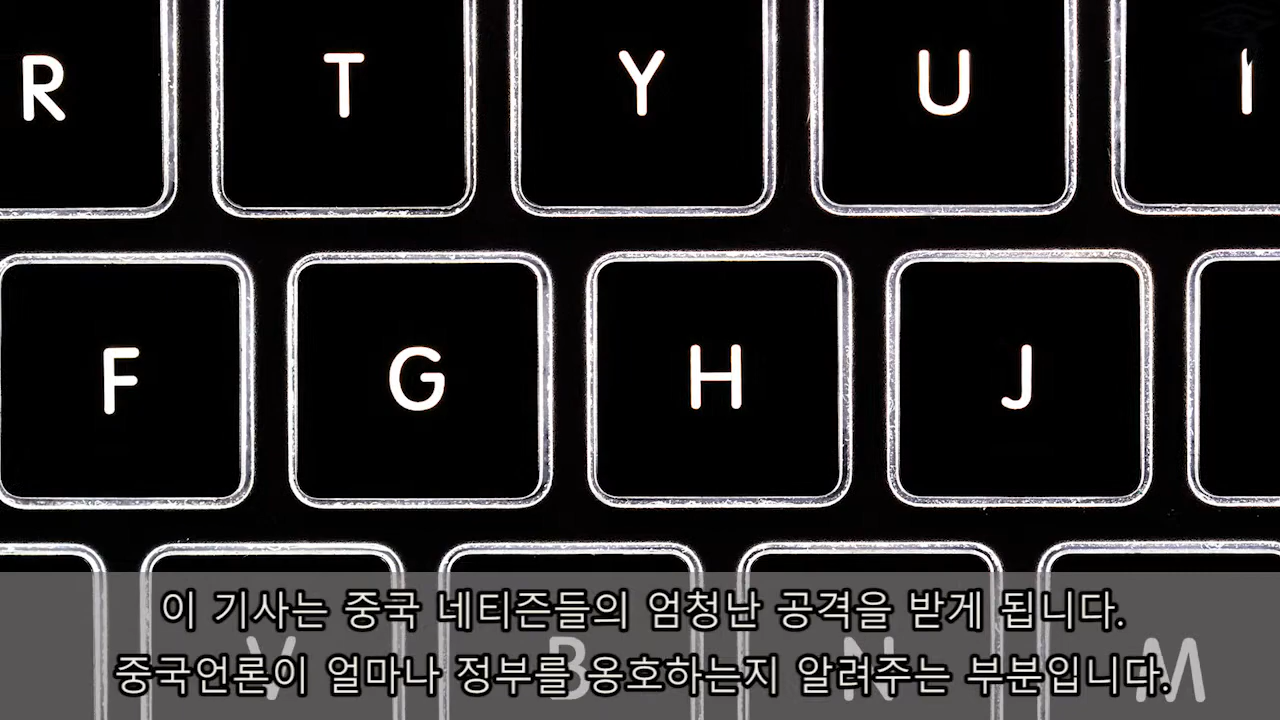 R T Y U I
F G H J
V B N M
이 기사는 중국 네티즌들의 엄청난 공격을 받게 됩니다.
중국언론이 얼마나 정부를 옹호하는지 알려주는 부분입니다.